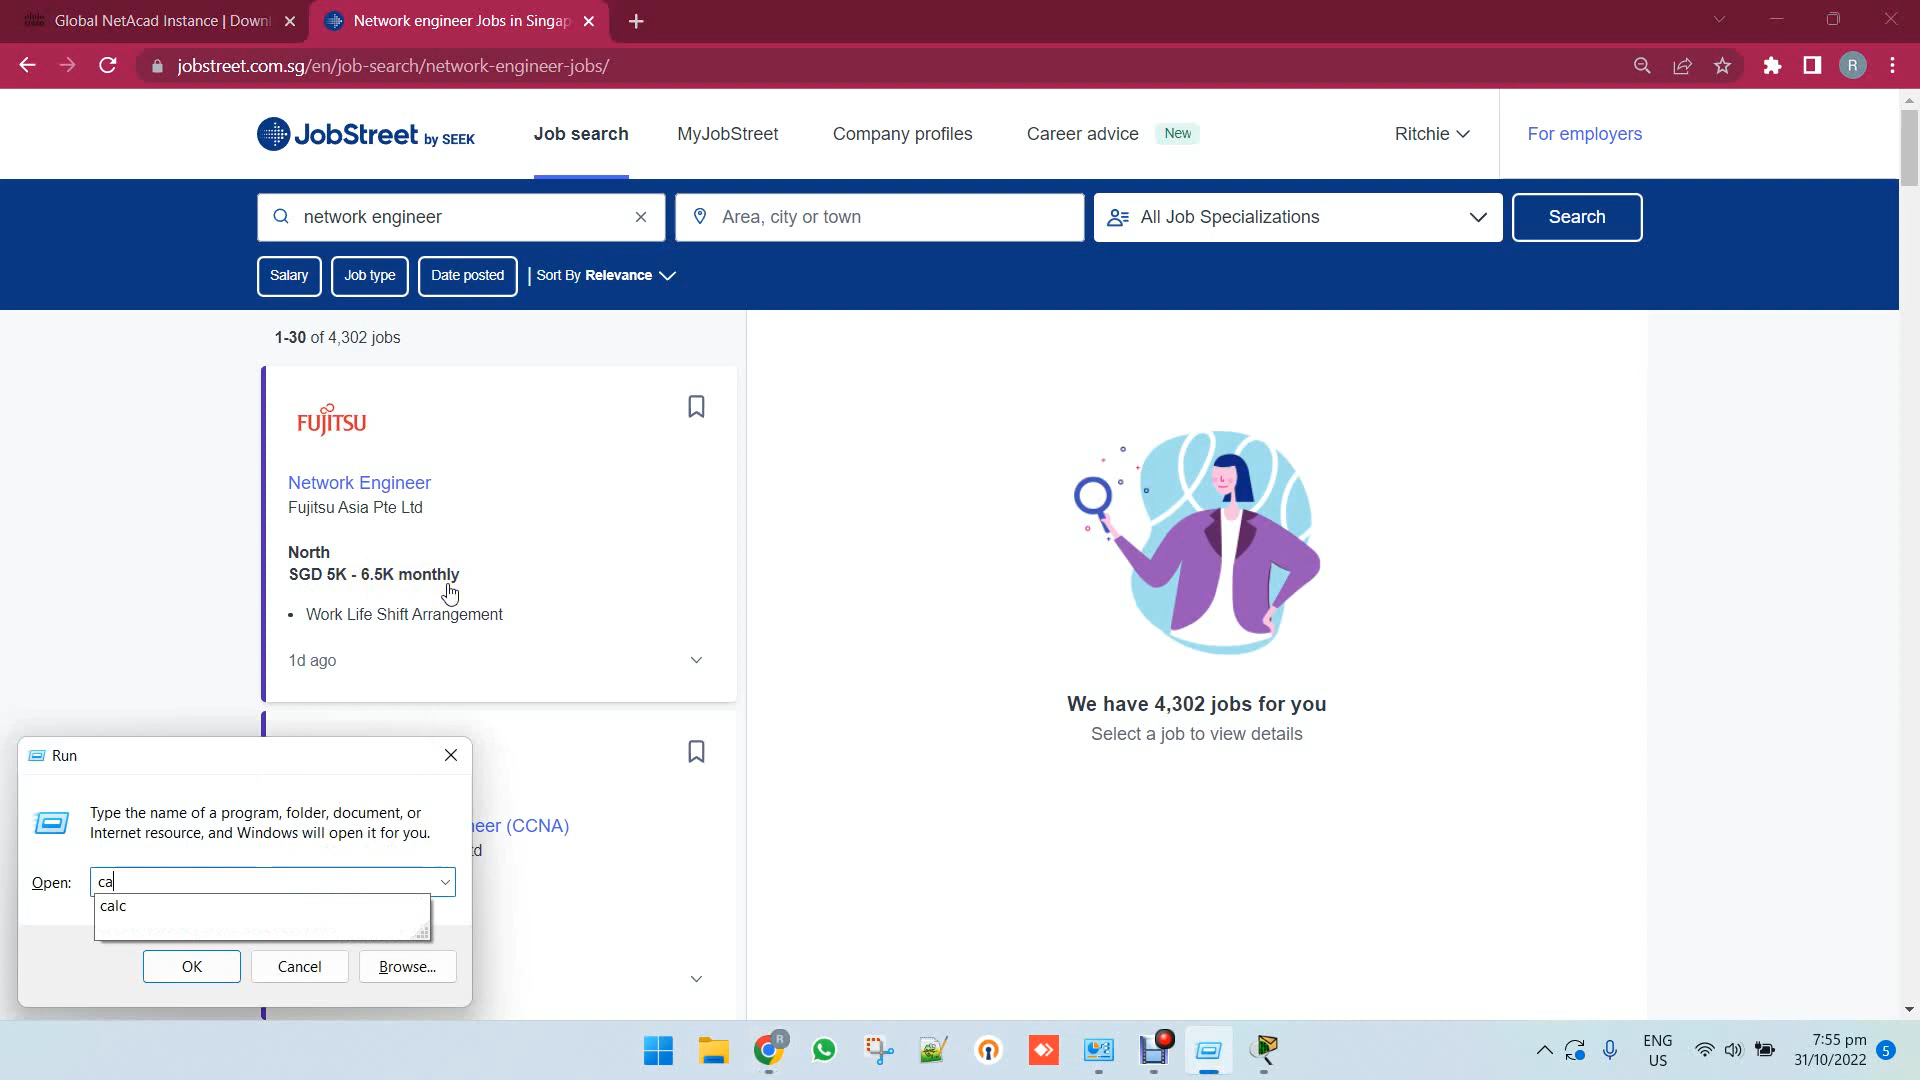 Global NetAcad Instance | Downl
Network engineer Jobs in Singap
jobstreet.com.sg/en/job-search/network-engineer-jobs/
R
JobStreet by SEEK
Job search
MyJobStreet
Company profiles
Career advice
New
Ritchie
For employers
network engineer
Area, city or town
All Job Specializations
Search
Salary
Job type
Date posted
Sort By Relevance
1-30 of 4,302 jobs
FUJITSU
Network Engineer
Fujitsu Asia Pte Ltd
North
SGD 5K - 6.5K monthly
• Work Life Shift Arrangement
1d ago
We have 4,302 jobs for you
Select a job to view details
neer (CCNA)
td
Run
Type the name of a program, folder, document, or
Internet resource, and Windows will open it for you.
Open:
ca
calc
OK
Cancel
Browse...
R
ENG
US
7:55 pm
31/10/2022
5